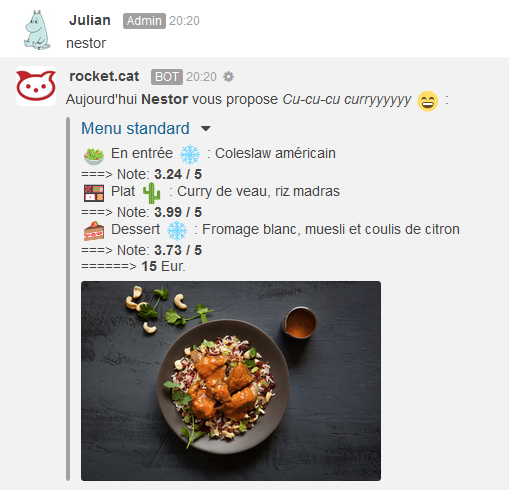 Julian Admin 20:20
nestor
rocket.cat BOT 20:20
Aujourd'hui Nestor vous propose Cu-cu-cu curryyyyyy 😄 :
Menu standard
🥗 En entrée ❄️ : Coleslaw américain
===> Note: 3.24 / 5
🍱 Plat 🌵 : Curry de veau, riz madras
===> Note: 3.99 / 5
🍰 Dessert ❄️ : Fromage blanc, muesli et coulis de citron
===> Note: 3.73 / 5
======> 15 Eur.